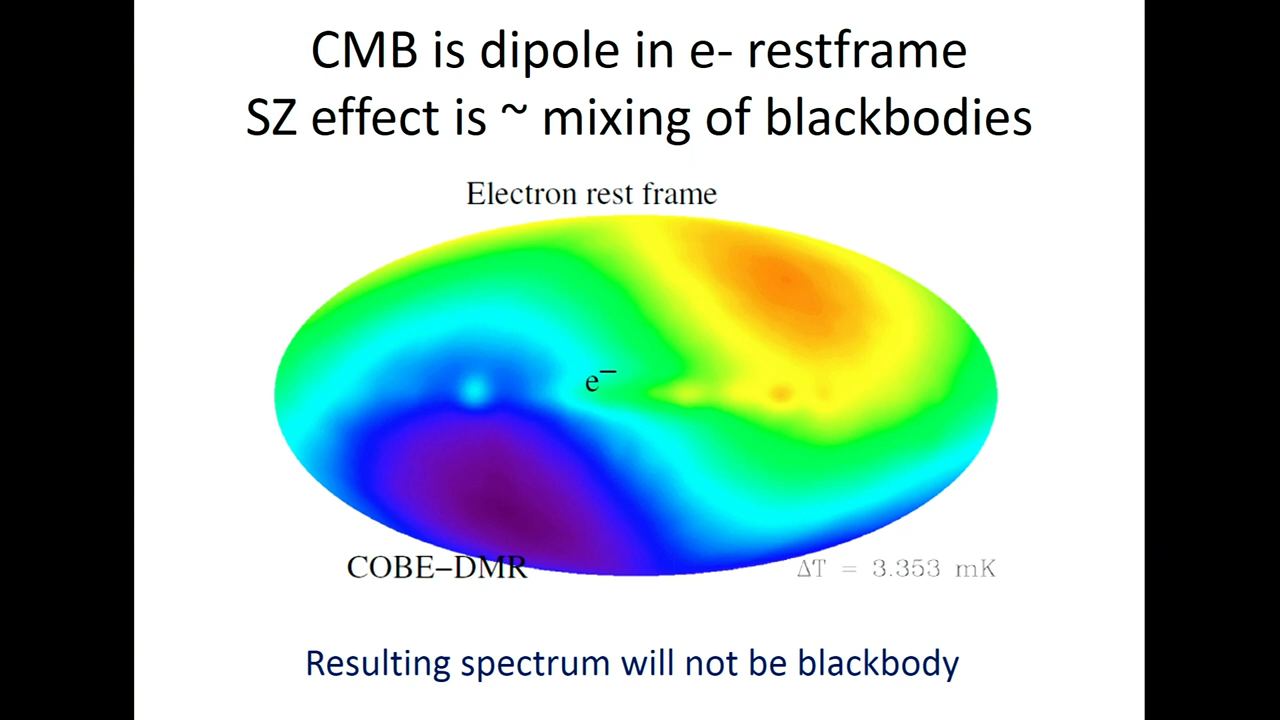 CMB is dipole in e- restframe
SZ effect is ~ mixing of blackbodies
Electron rest frame
e⁻
COBE–DMR
ΔT = 3.353 mK
Resulting spectrum will not be blackbody